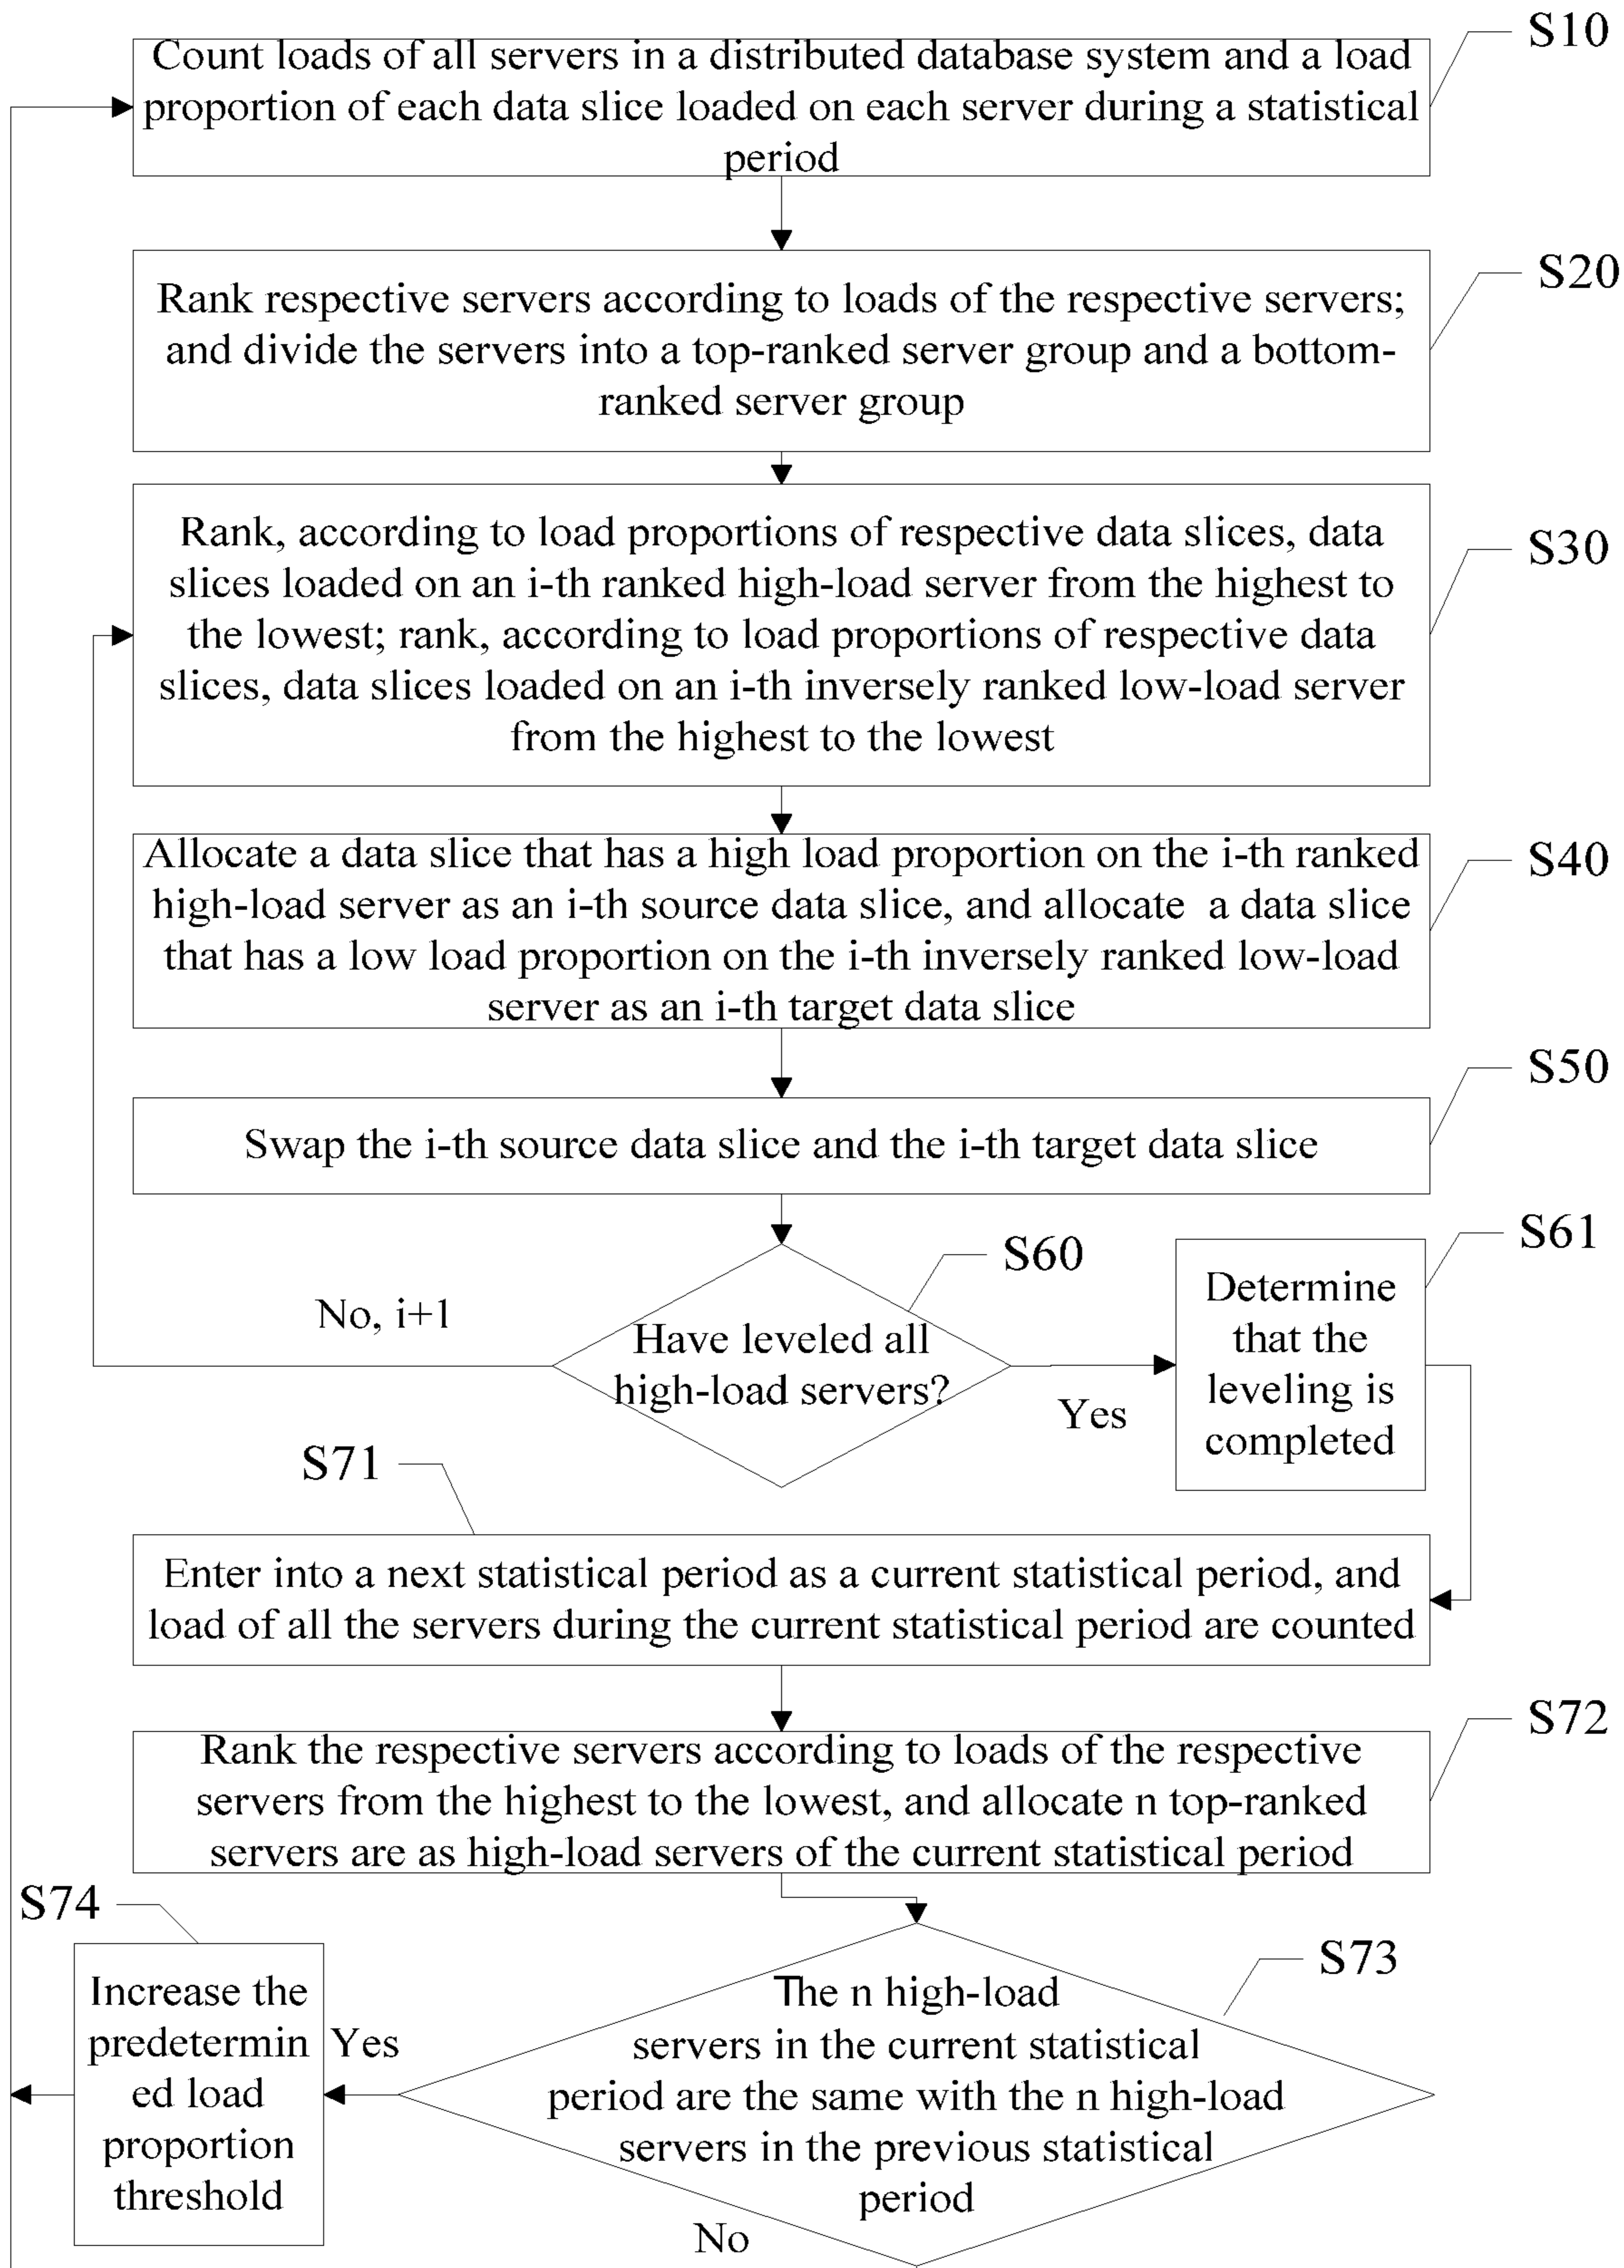 S10
Count loads of all servers in a distributed database system and a load
proportion of each data slice loaded on each server during a statistical
period
S20
Rank respective servers according to loads of the respective servers;
and divide the servers into a top-ranked server group and a bottom-
ranked server group
S30
Rank, according to load proportions of respective data slices, data
slices loaded on an i-th ranked high-load server from the highest to
the lowest; rank, according to load proportions of respective data
slices, data slices loaded on an i-th inversely ranked low-load server
from the highest to the lowest
S40
Allocate a data slice that has a high load proportion on the i-th ranked
high-load server as an i-th source data slice, and allocate a data slice
that has a low load proportion on the i-th inversely ranked low-load
server as an i-th target data slice
S50
Swap the i-th source data slice and the i-th target data slice
S60
Have leveled all
high-load servers?
No, i+1
Yes
S61
Determine
that the
leveling is
completed
S71
Enter into a next statistical period as a current statistical period, and
load of all the servers during the current statistical period are counted
S72
Rank the respective servers according to loads of the respective
servers from the highest to the lowest, and allocate n top-ranked
servers are as high-load servers of the current statistical period
S73
The n high-load
servers in the current statistical
period are the same with the n high-load
servers in the previous statistical
period
Yes
No
S74
Increase the
predetermin
ed load
proportion
threshold